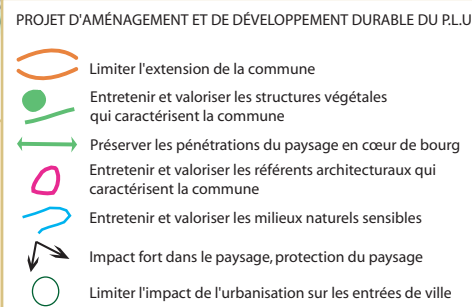 PROJET D'AMÉNAGEMENT ET DE DÉVELOPPEMENT DURABLE DU P.L.U
Limiter l'extension de la commune
Entretenir et valoriser les structures végétales
qui caractérisent la commune
Préserver les pénétrations du paysage en cœur de bourg
Entretenir et valoriser les référents architecturaux qui
caractérisent la commune
Entretenir et valoriser les milieux naturels sensibles
Impact fort dans le paysage, protection du paysage
Limiter l'impact de l'urbanisation sur les entrées de ville